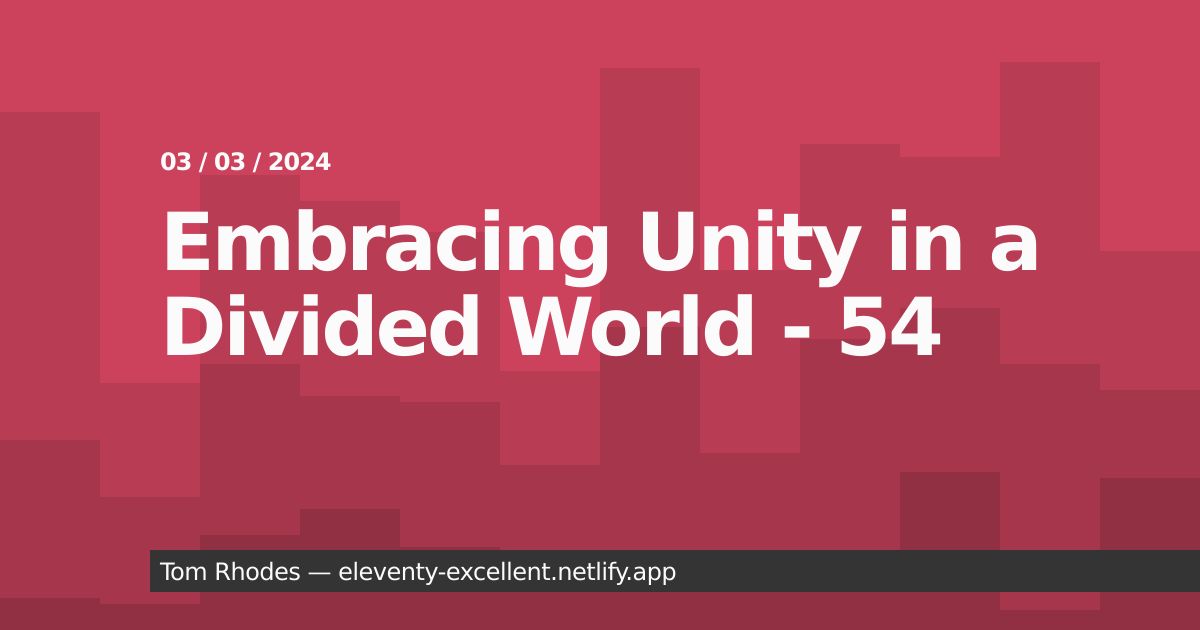 03 / 03 / 2024
Embracing Unity in a
Divided World - 54
Tom Rhodes — eleventy-excellent.netlify.app